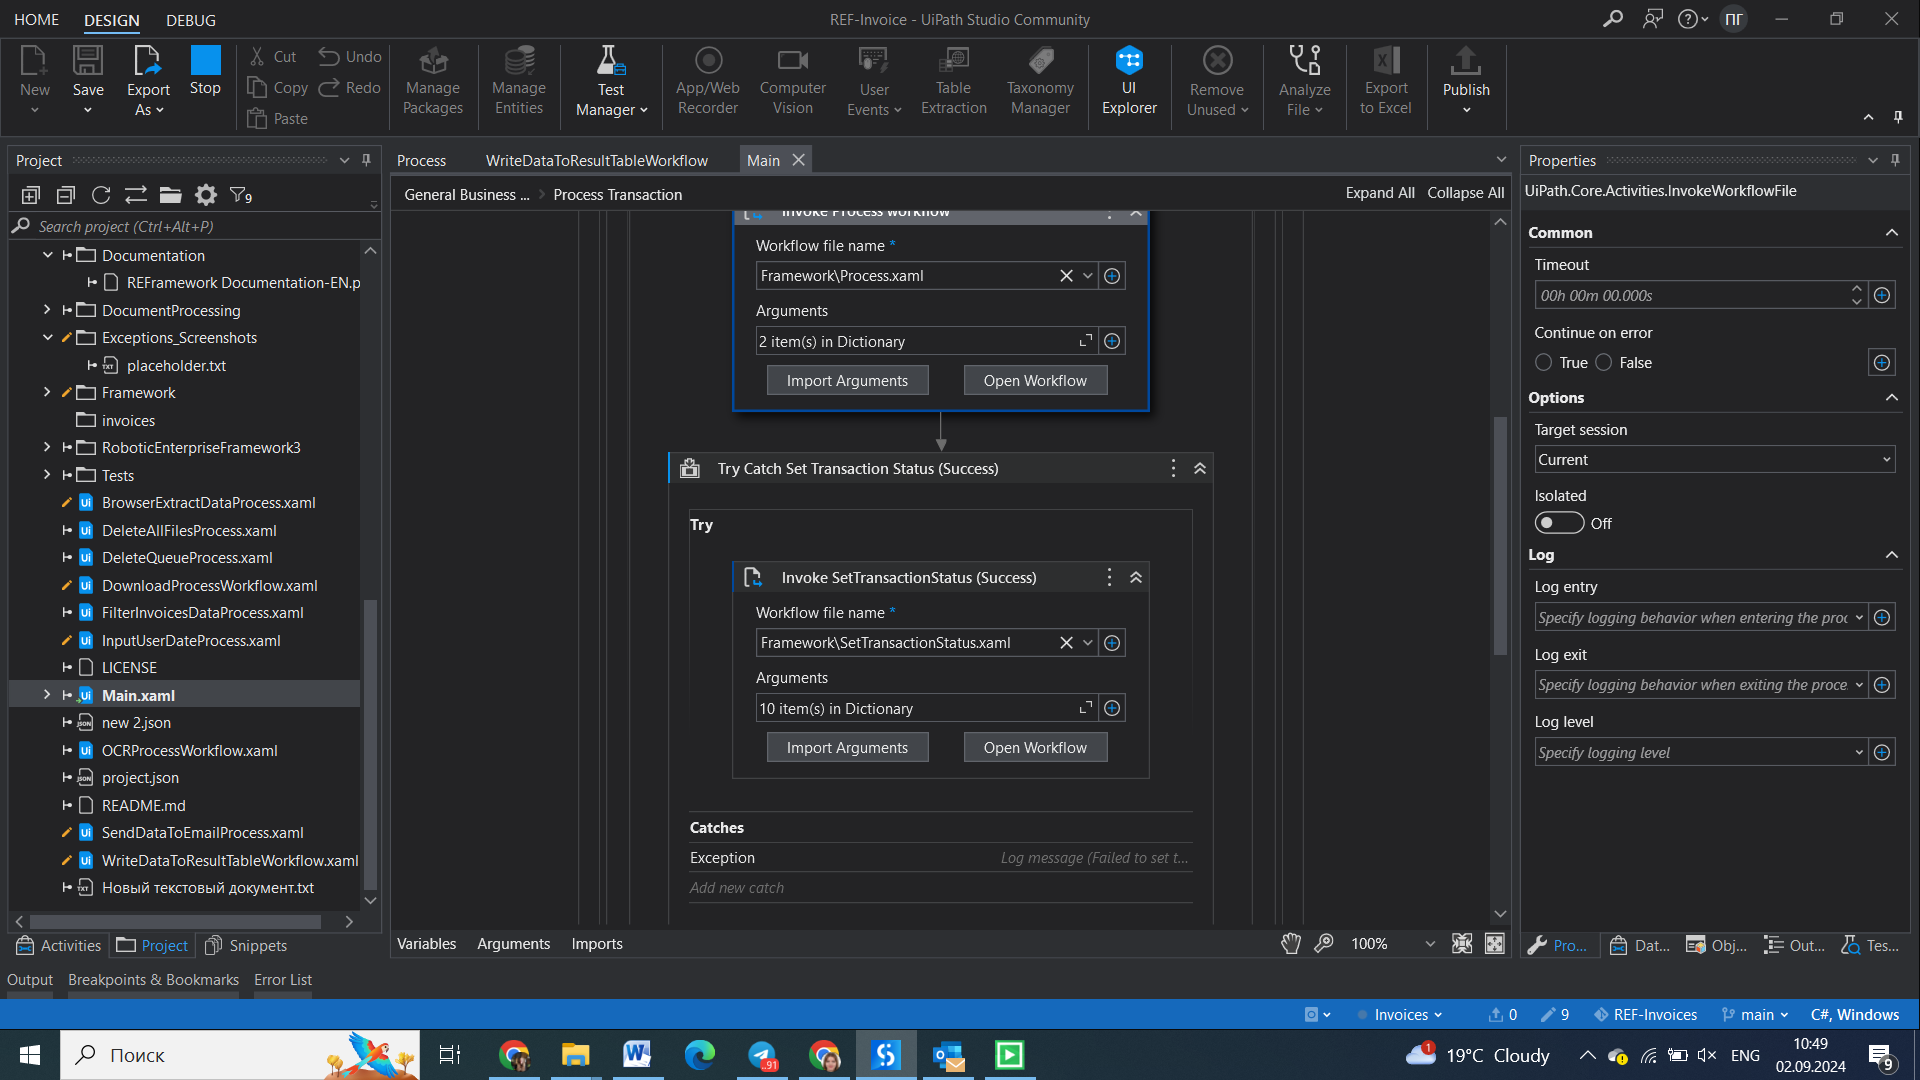 HOME DESIGN DEBUG
REF-Invoice - UiPath Studio Community
ПГ
New
Save
Export As
Stop
Cut
Copy
Paste
Undo
Redo
Manage Packages
Manage Entities
Test Manager
App/Web Recorder
Computer Vision
User Events
Table Extraction
Taxonomy Manager
UI Explorer
Remove Unused
Analyze File
Export to Excel
Publish
Project
9
Search project (Ctrl+Alt+P)
Documentation
REFramework Documentation-EN.p
DocumentProcessing
Exceptions_Screenshots
placeholder.txt
Framework
invoices
RoboticEnterpriseFramework3
Tests
BrowserExtractDataProcess.xaml
DeleteAllFilesProcess.xaml
DeleteQueueProcess.xaml
DownloadProcessWorkflow.xaml
FilterInvoicesDataProcess.xaml
InputUserDateProcess.xaml
LICENSE
Main.xaml
new 2.json
OCRProcessWorkflow.xaml
project.json
README.md
SendDataToEmailProcess.xaml
WriteDataToResultTableWorkflow.xaml
Новый текстовый документ.txt
Activities Project Snippets
Process WriteDataToResultTableWorkflow Main
General Business ... Process Transaction
Expand All Collapse All
Invoke Process workflow
Workflow file name *
Framework\Process.xaml
Arguments
2 item(s) in Dictionary
Import Arguments Open Workflow
Try Catch Set Transaction Status (Success)
Try
Invoke SetTransactionStatus (Success)
Workflow file name *
Framework\SetTransactionStatus.xaml
Arguments
10 item(s) in Dictionary
Import Arguments Open Workflow
Catches
Exception Log message (Failed to set t...
Add new catch
Variables Arguments Imports
100%
Properties
UiPath.Core.Activities.InvokeWorkflowFile
Common
Timeout
00h 00m 00.000s
Continue on error
True False
Options
Target session
Current
Isolated
Off
Log
Log entry
Specify logging behavior when entering the proc
Log exit
Specify logging behavior when exiting the proce.
Log level
Specify logging level
Pro... Dat... Obj... Out... Tes...
Output Breakpoints & Bookmarks Error List
Invoices 0 9 REF-Invoices main C#, Windows
Поиск
..91
1
19°C Cloudy
ENG
10:49
02.09.2024
9